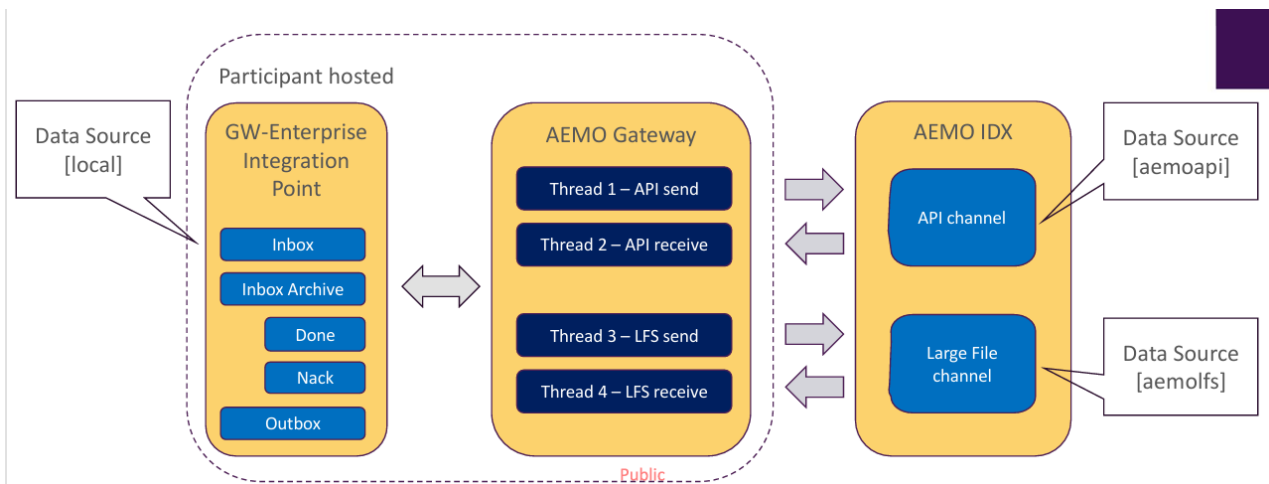 Participant hosted
Data Source
[local]
GW-Enterprise
Integration
Point
Inbox
Inbox Archive
Done
Nack
Outbox
AEMO Gateway
Thread 1 – API send
Thread 2 – API receive
Thread 3 – LFS send
Thread 4 – LFS receive
AEMO IDX
API channel
Large File
channel
Data Source
[aemoapi]
Data Source
[aemolfs]
Public